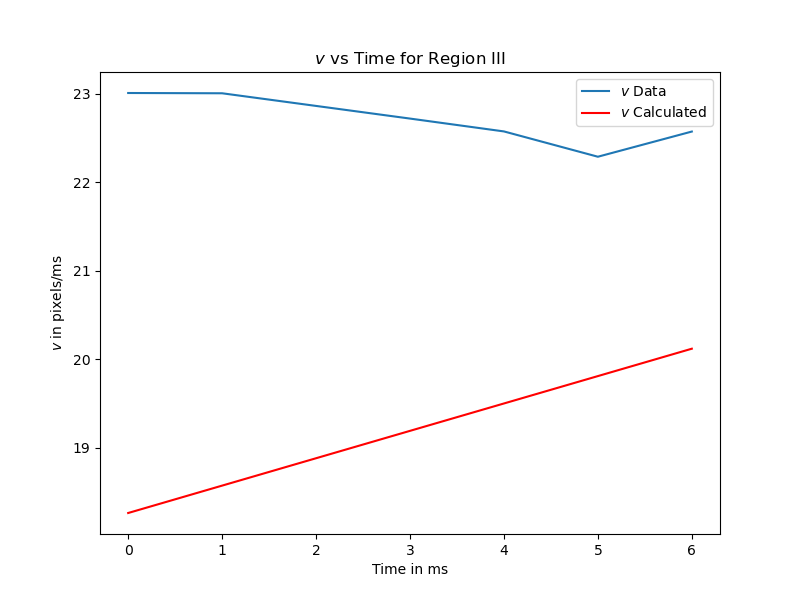 v vs Time for Region III
v Data
v Calculated
23
22
21
20
19
v in pixels/ms
0 1 2 3 4 5 6
Time in ms